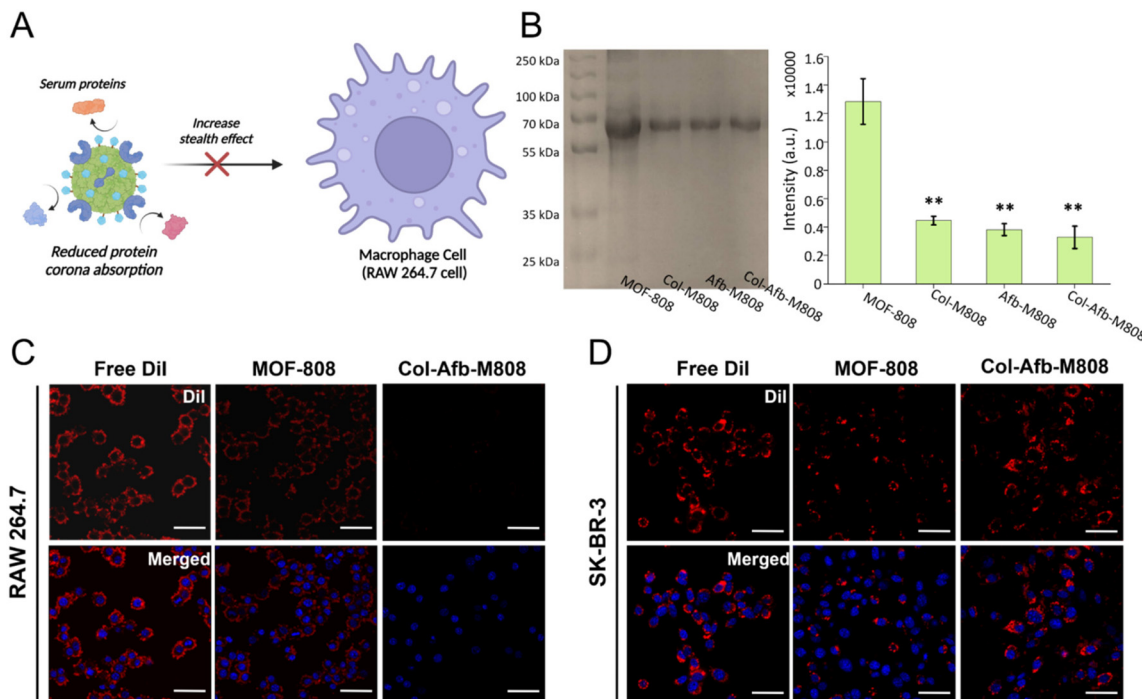 A
Serum proteins
Increase
stealth effect
Reduced protein
corona absorption
Macrophage Cell
(RAW 264.7 cell)
B
250 kDa
130 kDa
100 kDa
70 kDa
55 kDa
35 kDa
25 kDa
MOF-808
Col-M808
Afb-M808
Col-Afb-M808
x10000
Intensity (a.u.)
1.6
1.4
1.2
1
0.8
0.6
0.4
0.2
0
**
**
**
MOF-808
Col-M808
Afb-M808
Col-Afb-M808
C
Free DiI
MOF-808
Col-Afb-M808
RAW 264.7
DiI
Merged
D
Free DiI
MOF-808
Col-Afb-M808
SK-BR-3
DiI
Merged